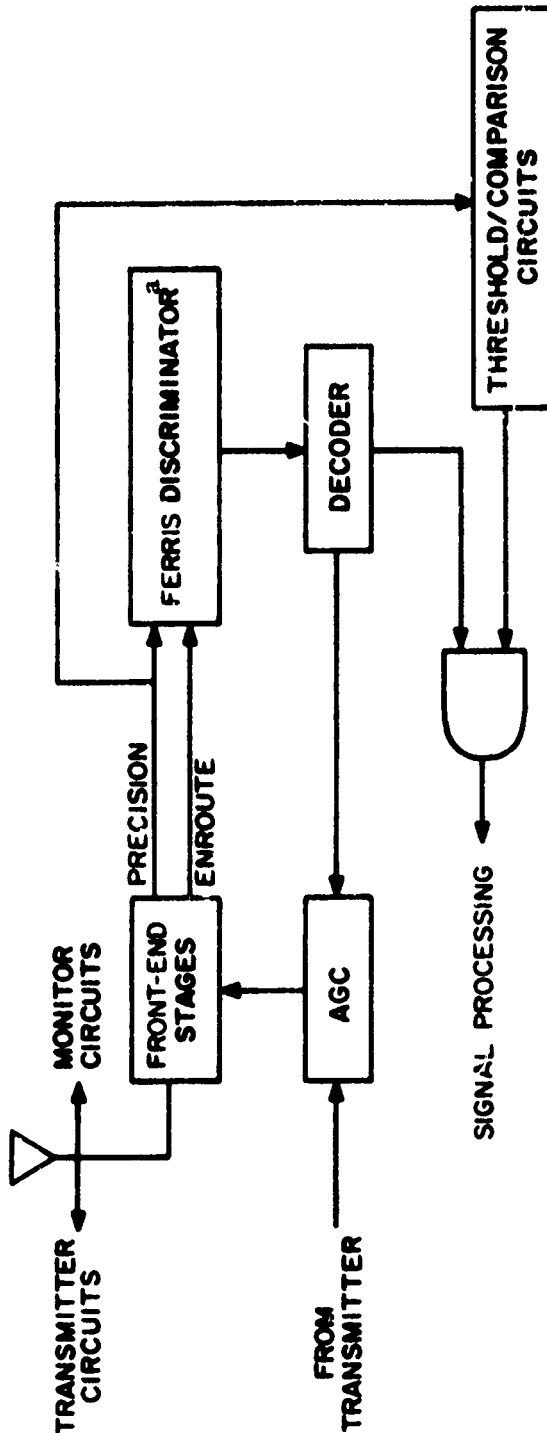 TRANSMITTER
CIRCUITS
MONITOR
CIRCUITS
FRONT-END
STAGES
PRECISION
ENROUTE
FERRIS DISCRIMINATOR a
FROM
TRANSMITTER
AGC
DECODER
SIGNAL PROCESSING
THRESHOLD/COMPARISON
CIRCUITS